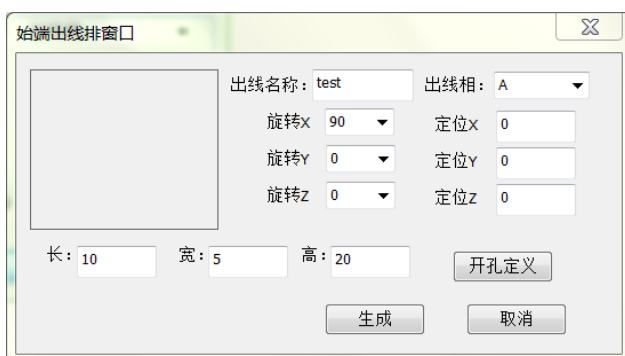 始端出线排窗口
出线名称：test 出线相：A
旋转X 90 定位X 0
旋转Y 0 定位Y 0
旋转Z 0 定位Z 0
长：10 宽：5 高：20 开孔定义
生成 取消